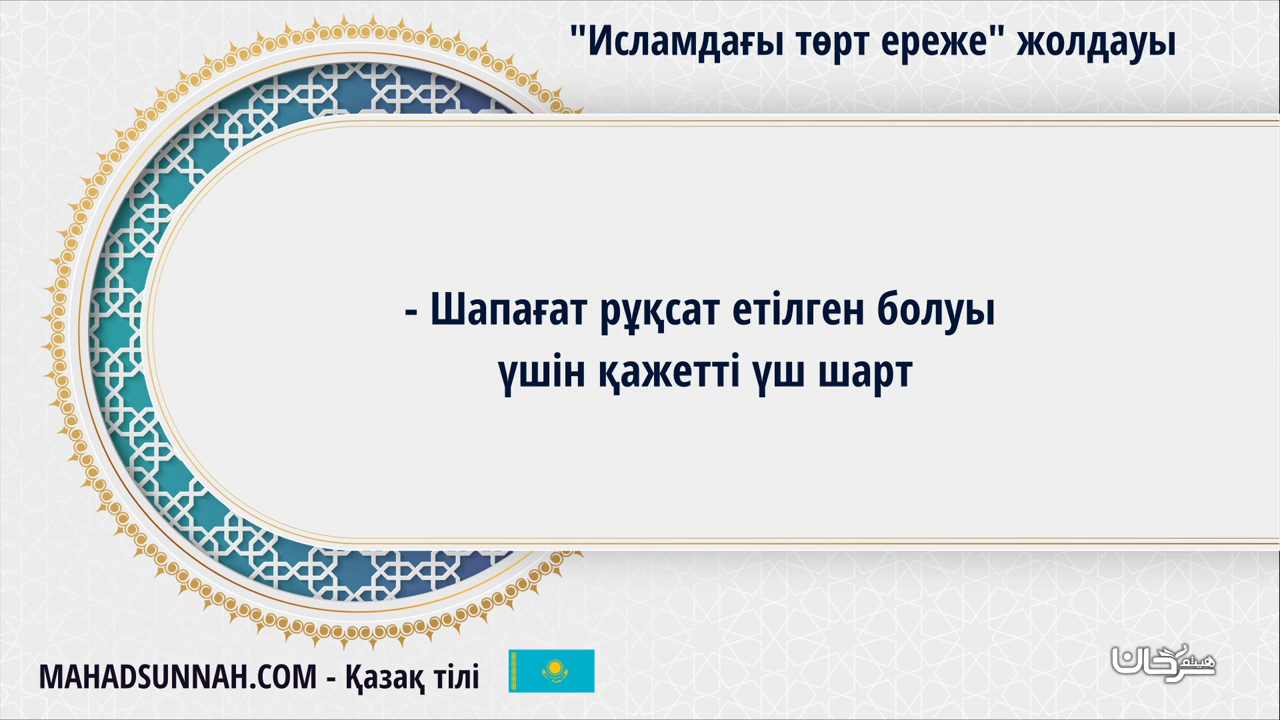 "Исламдағы төрт ереже" жолдауы
- Шапағат рұқсат етілген болуы
үшін қажетті үш шарт
MAHADSUNNAH.COM - Қазақ тілі